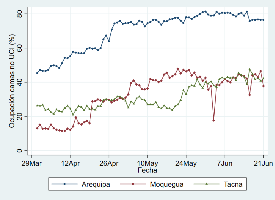 Ocupación camas no UCI (%)
80
60
40
20
0
29Mar 12Apr 26Apr 10May 24May 7Jun 21Jun
Fecha
Arequipa Moquegua Tacna